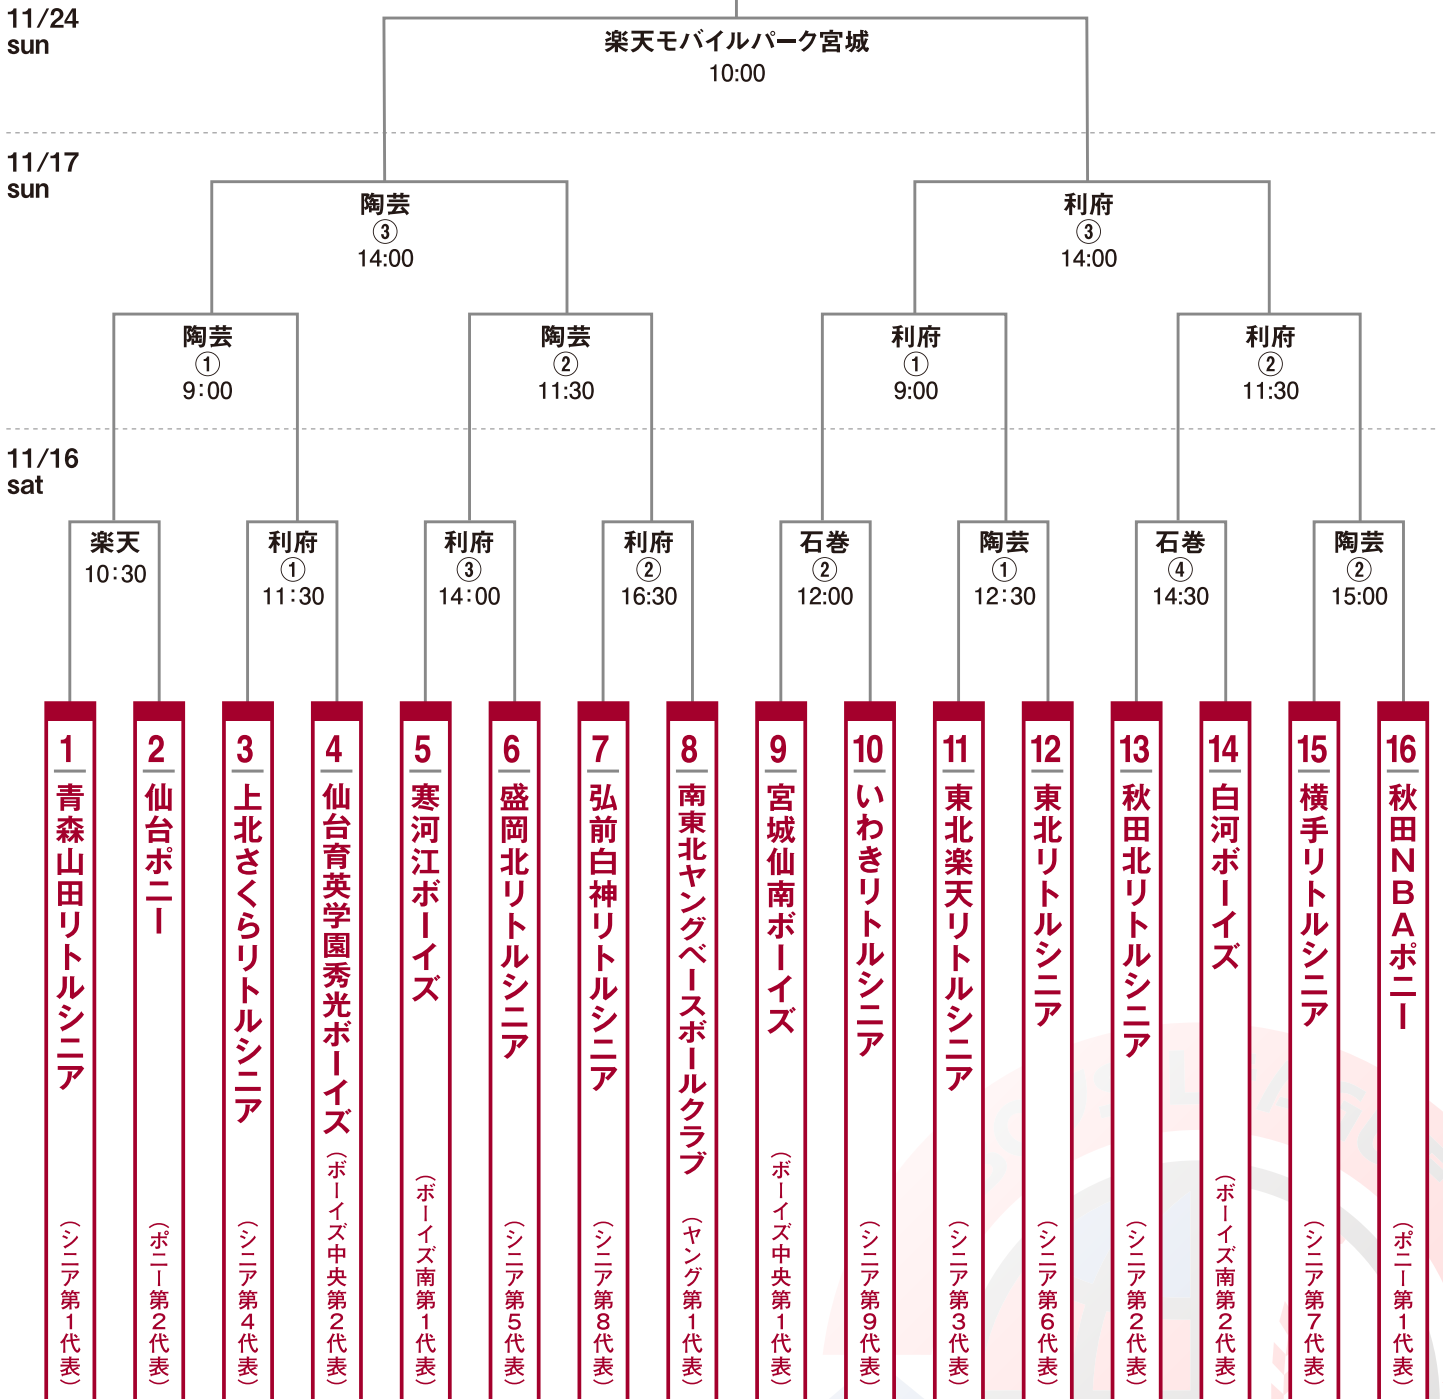 11/24
sun
楽天モバイルパーク宮城
10:00
11/17
sun
陶芸
③
14:00
利府
③
14:00
陶芸
①
9:00
陶芸
②
11:30
利府
①
9:00
利府
②
11:30
11/16
sat
楽天
10:30
利府
①
11:30
利府
③
14:00
利府
②
16:30
石巻
②
12:00
陶芸
①
12:30
石巻
④
14:30
陶芸
②
15:00
1
青森山田リトルシニア
（シニア第1代表）
2
仙台ポニー
（ポニー第2代表）
3
上北さくらリトルシニア
（シニア第4代表）
4
仙台育英学園秀光ボーイズ
（ボーイズ中央第2代表）
5
寒河江ボーイズ
（ボーイズ南第1代表）
6
盛岡北リトルシニア
（シニア第5代表）
7
弘前白神リトルシニア
（シニア第8代表）
8
南東北ヤングベースボールクラブ
（ヤング第1代表）
9
宮城仙南ボーイズ
（ボーイズ中央第1代表）
10
いわきリトルシニア
（シニア第9代表）
11
東北楽天リトルシニア
（シニア第3代表）
12
東北リトルシニア
（シニア第6代表）
13
秋田北リトルシニア
（シニア第2代表）
14
白河ボーイズ
（ボーイズ南第2代表）
15
横手リトルシニア
（シニア第7代表）
16
秋田NBAポニー
（ポニー第1代表）